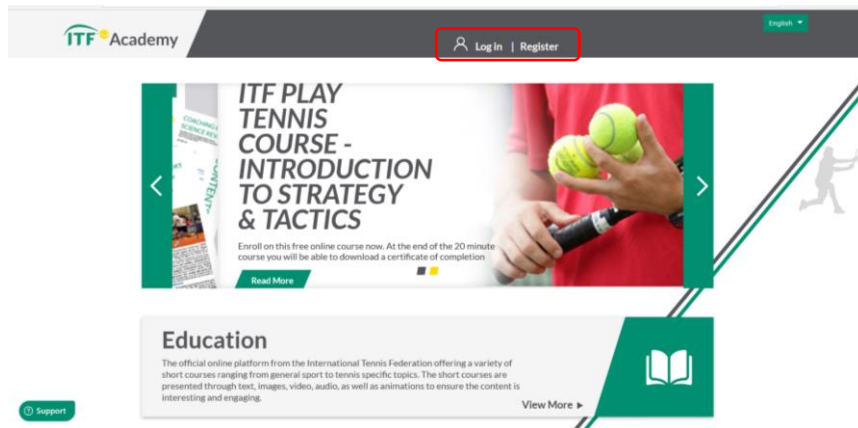 ITF Academy
Log in | Register
English
ITF PLAY
TENNIS
COURSE -
INTRODUCTION
TO STRATEGY
& TACTICS
Enroll on this free online course now. At the end of the 20 minute
course you will be able to download a certificate of completion
Read More
Education
The official online platform from the International Tennis Federation offering a variety of
short courses ranging from general sport to tennis specific topics. The short courses are
presented through text, images, video, audio, as well as animations to ensure the content is
interesting and engaging.
View More
Support